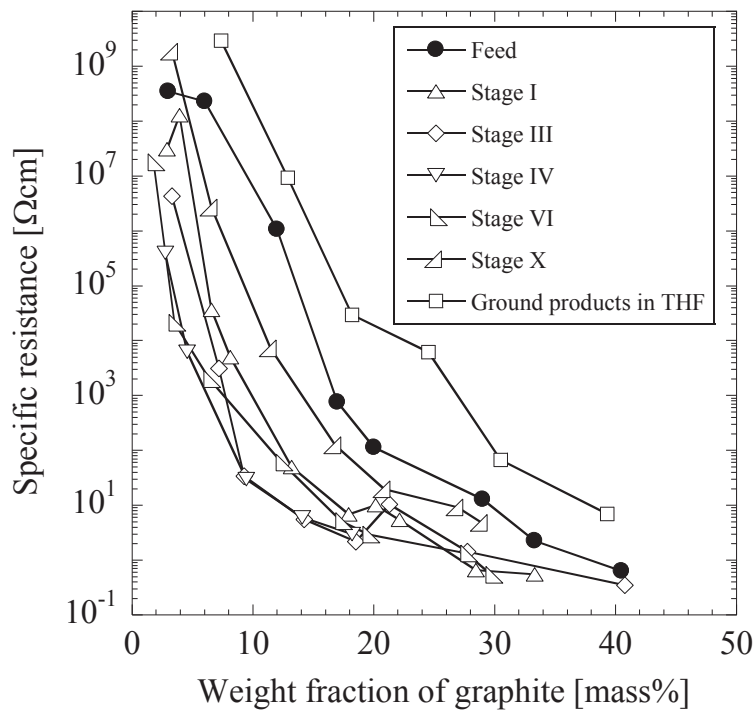 10^9
10^7
10^5
10^3
10^1
10^-1
Specific resistance [Ωcm]
Feed
Stage I
Stage III
Stage IV
Stage VI
Stage X
Ground products in THF
0 10 20 30 40 50
Weight fraction of graphite [mass%]